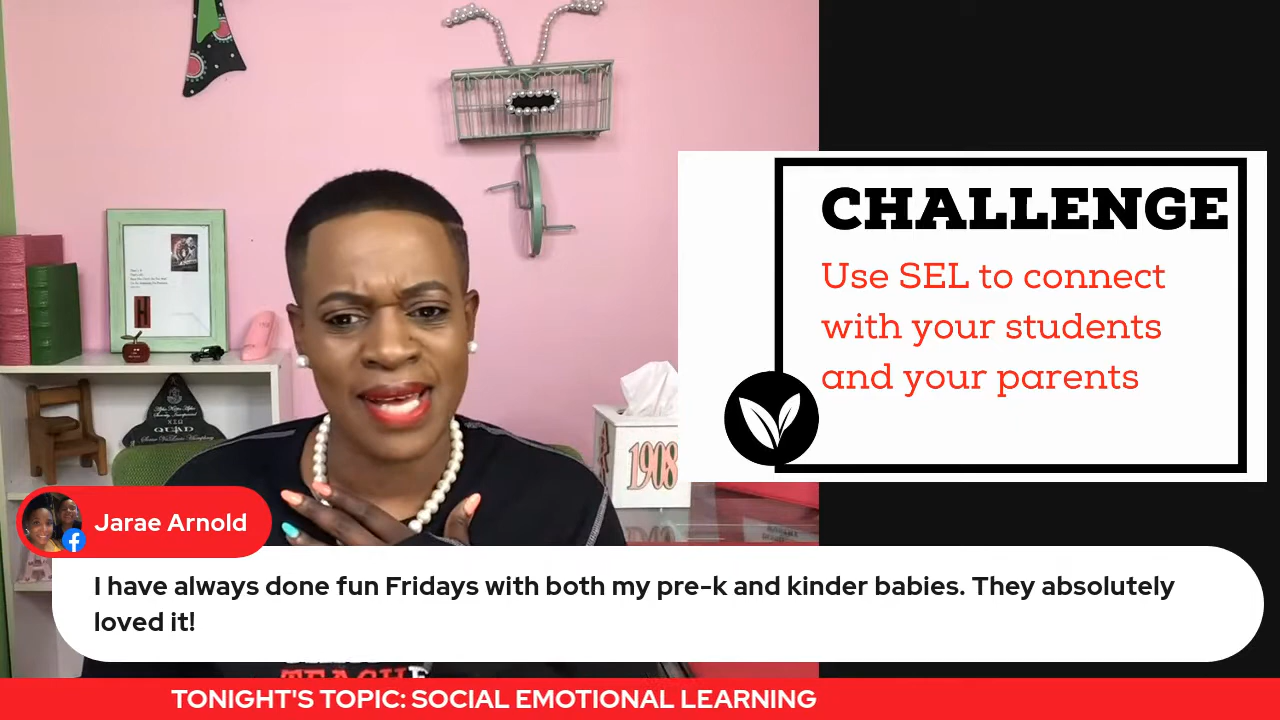 CHALLENGE
Use SEL to connect
with your students
and your parents
1908
QUAD
Jarae Arnold
I have always done fun Fridays with both my pre-k and kinder babies. They absolutely
loved it!
TONIGHT'S TOPIC: SOCIAL EMOTIONAL LEARNING